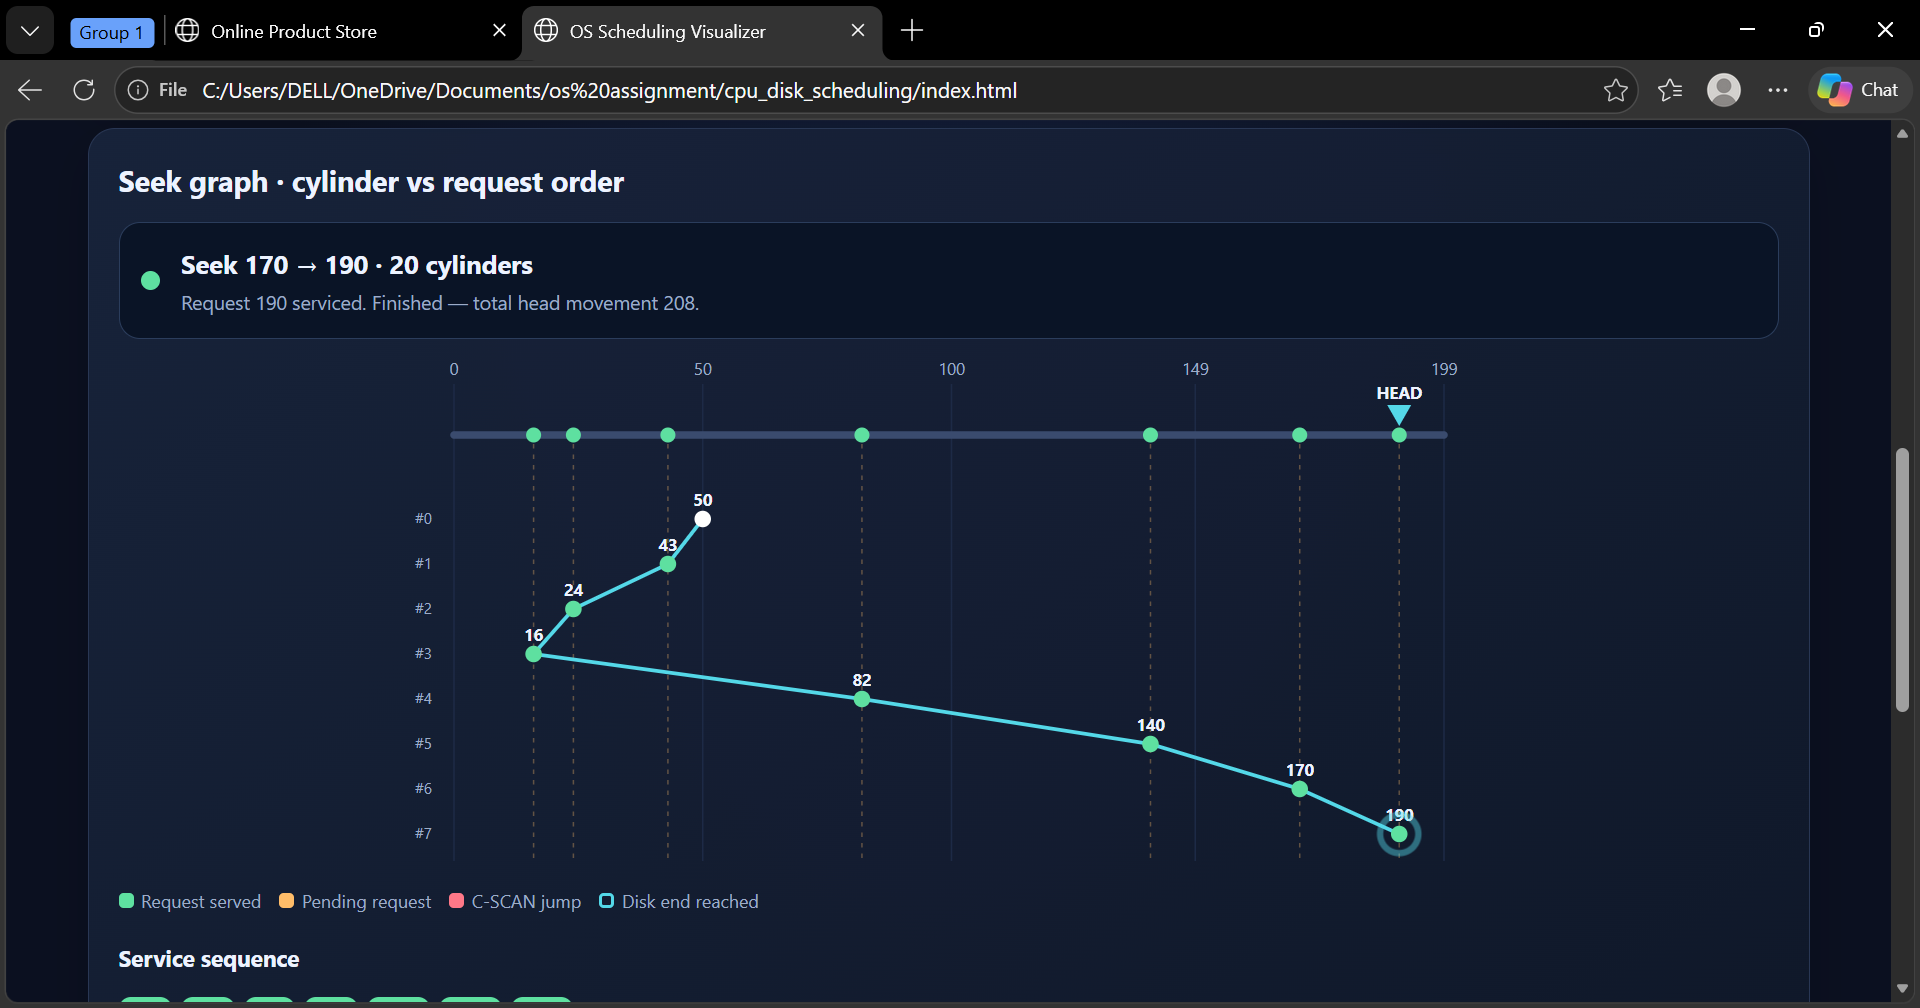 Group 1
Online Product Store
OS Scheduling Visualizer
File C:/Users/DELL/OneDrive/Documents/os%20assignment/cpu_disk_scheduling/index.html
Chat
Seek graph · cylinder vs request order
Seek 170 → 190 · 20 cylinders
Request 190 serviced. Finished — total head movement 208.
0 50 100 149 199
HEAD
50
#0
43
#1
24
#2
16
#3
82
#4
140
#5
170
#6
190
#7
Request served Pending request C-SCAN jump Disk end reached
Service sequence